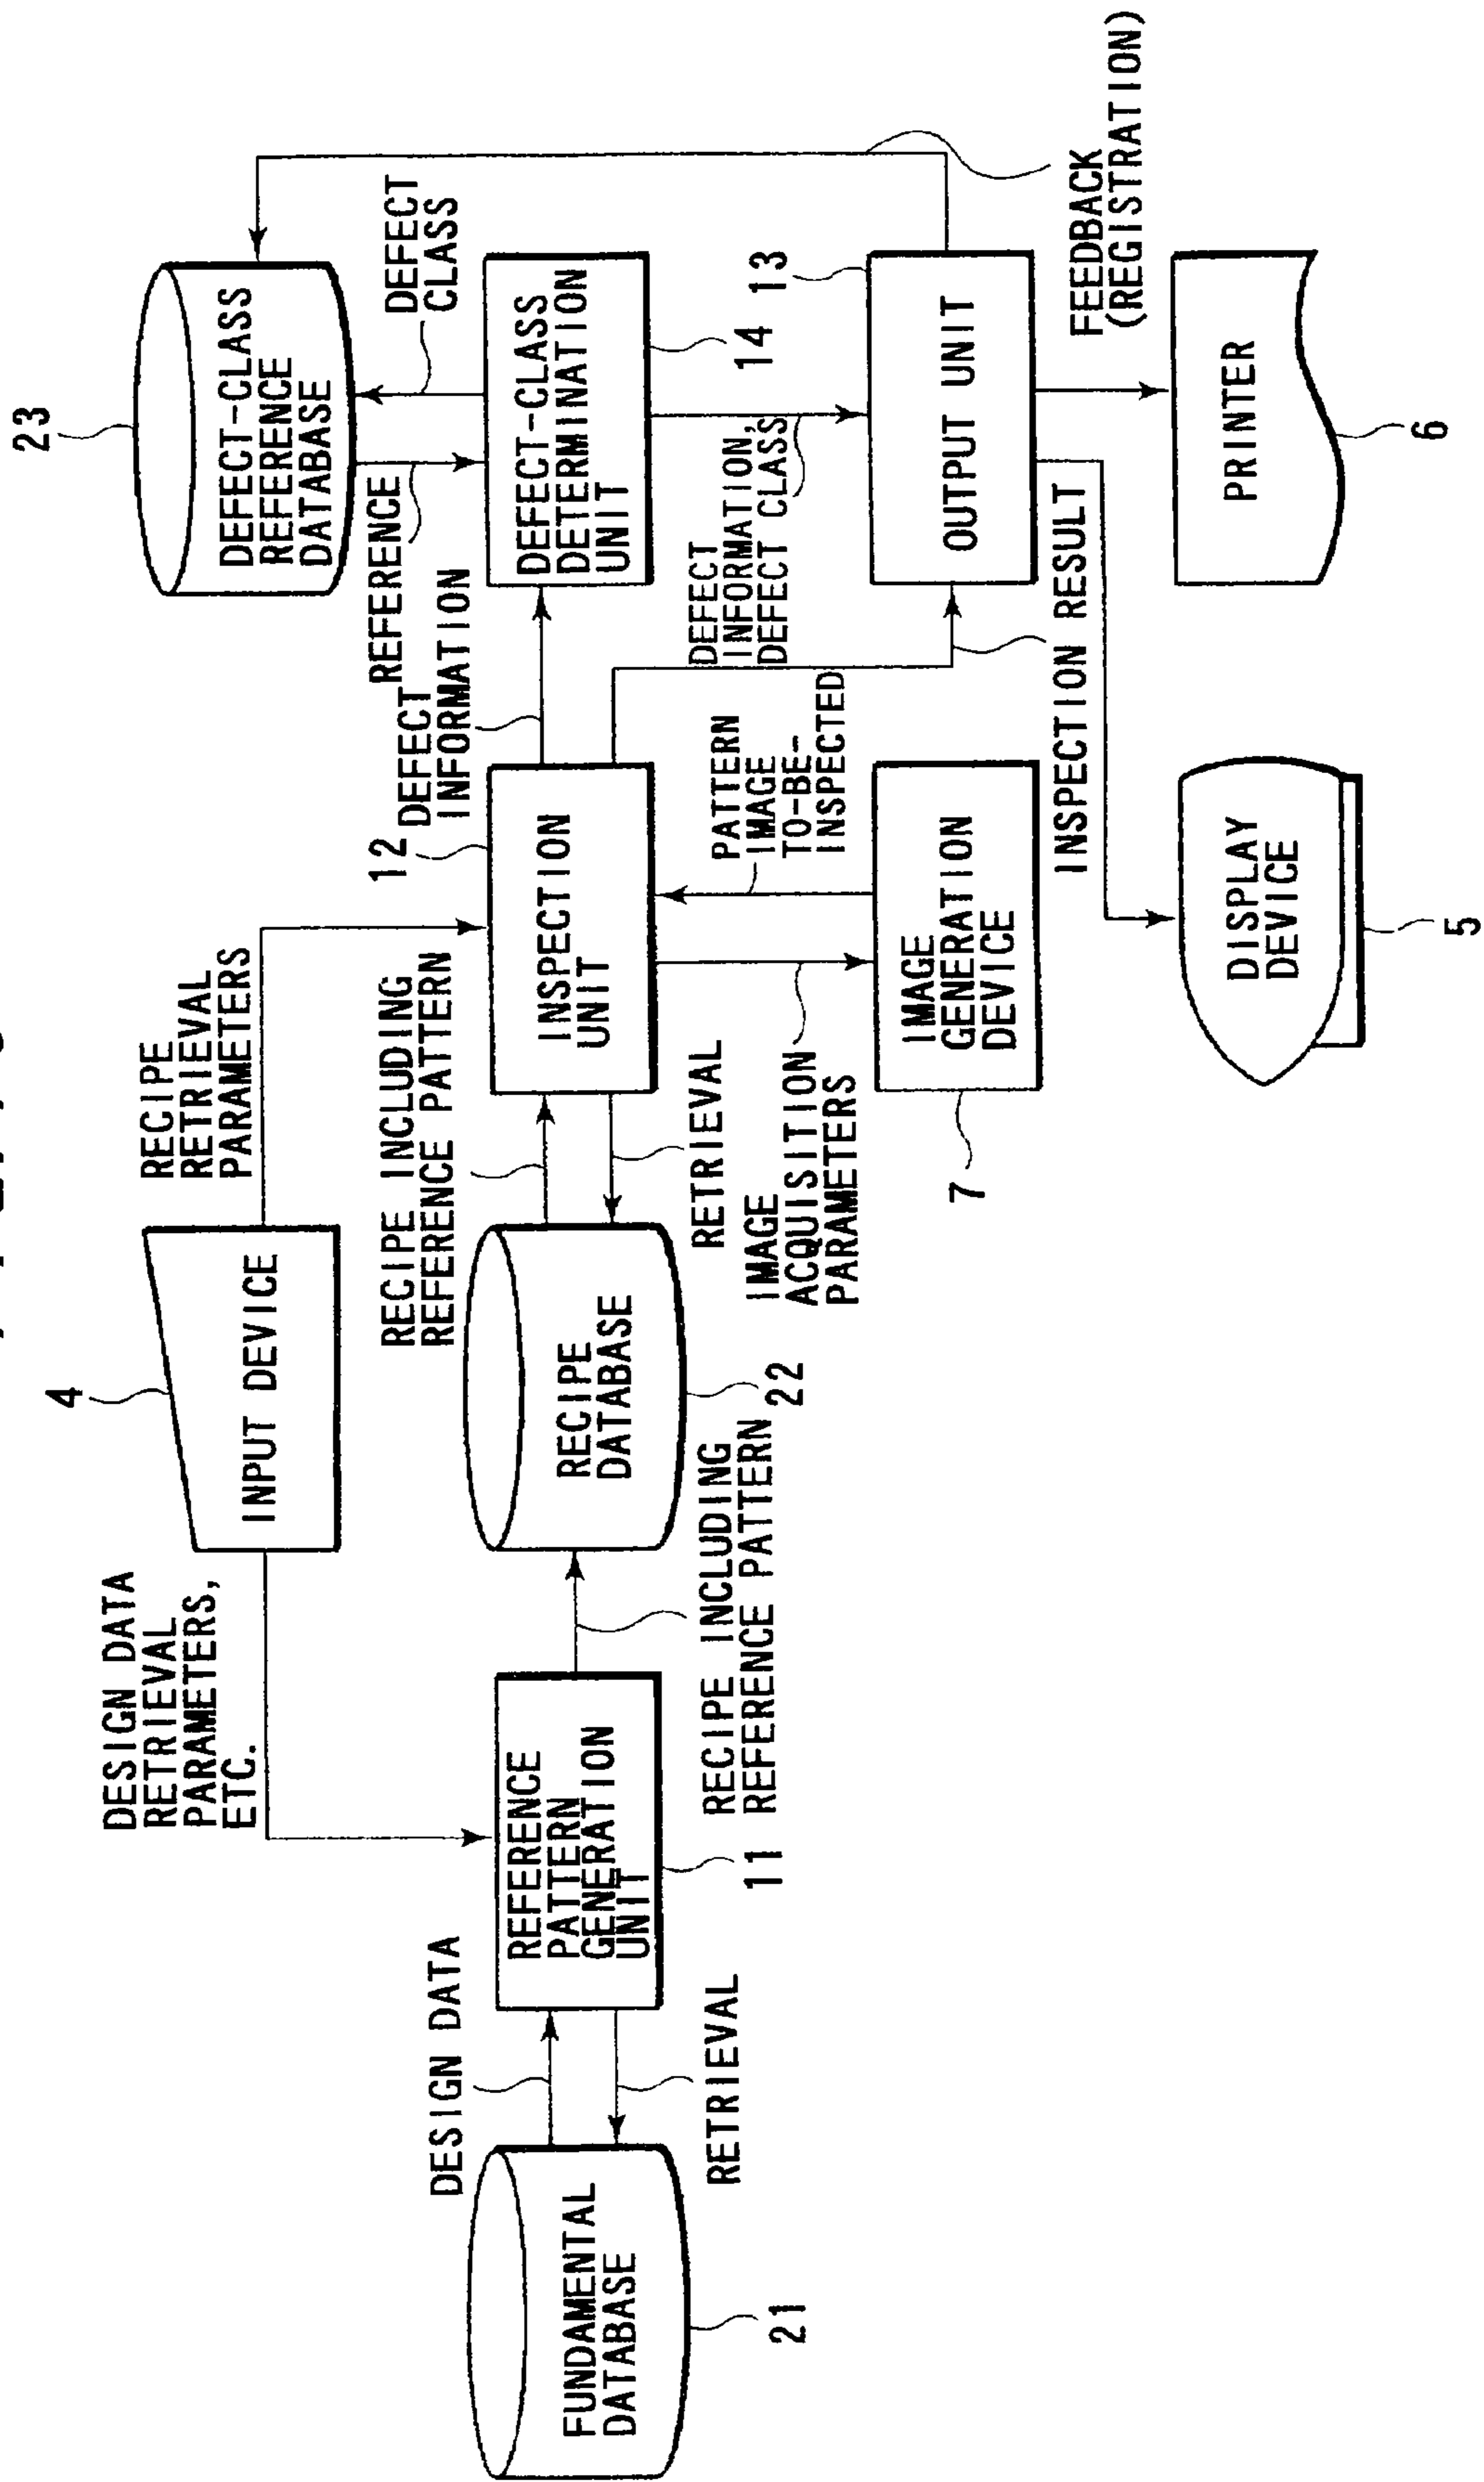 23
4
DEFECT-CLASS
REFERENCE
DATABASE
DEFECT
CLASS
REFERENCE
RECIPE
RETRIEVAL
PARAMETERS
INPUT DEVICE
DESIGN DATA
RETRIEVAL
PARAMETERS,
ETC.
DEFECT
INFORMATION
12
RECIPE INCLUDING
REFERENCE PATTERN
DESIGN DATA
FUNDAMENTAL
DATABASE
21
RETRIEVAL
REFERENCE
PATTERN
GENERATION
UNIT
11
RECIPE INCLUDING
REFERENCE PATTERN
RECIPE
DATABASE
22
RETRIEVAL
INSPECTION
UNIT
DEFECT-CLASS
DETERMINATION
UNIT
14
IMAGE
ACQUISITION
PARAMETERS
PATTERN
IMAGE
TO-BE-
INSPECTED
DEFECT
INFORMATION,
DEFECT CLASS
13
7
IMAGE
GENERATION
DEVICE
OUTPUT UNIT
INSPECTION RESULT
FEEDBACK
(REGISTRATION)
DISPLAY
DEVICE
5
PRINTER
6